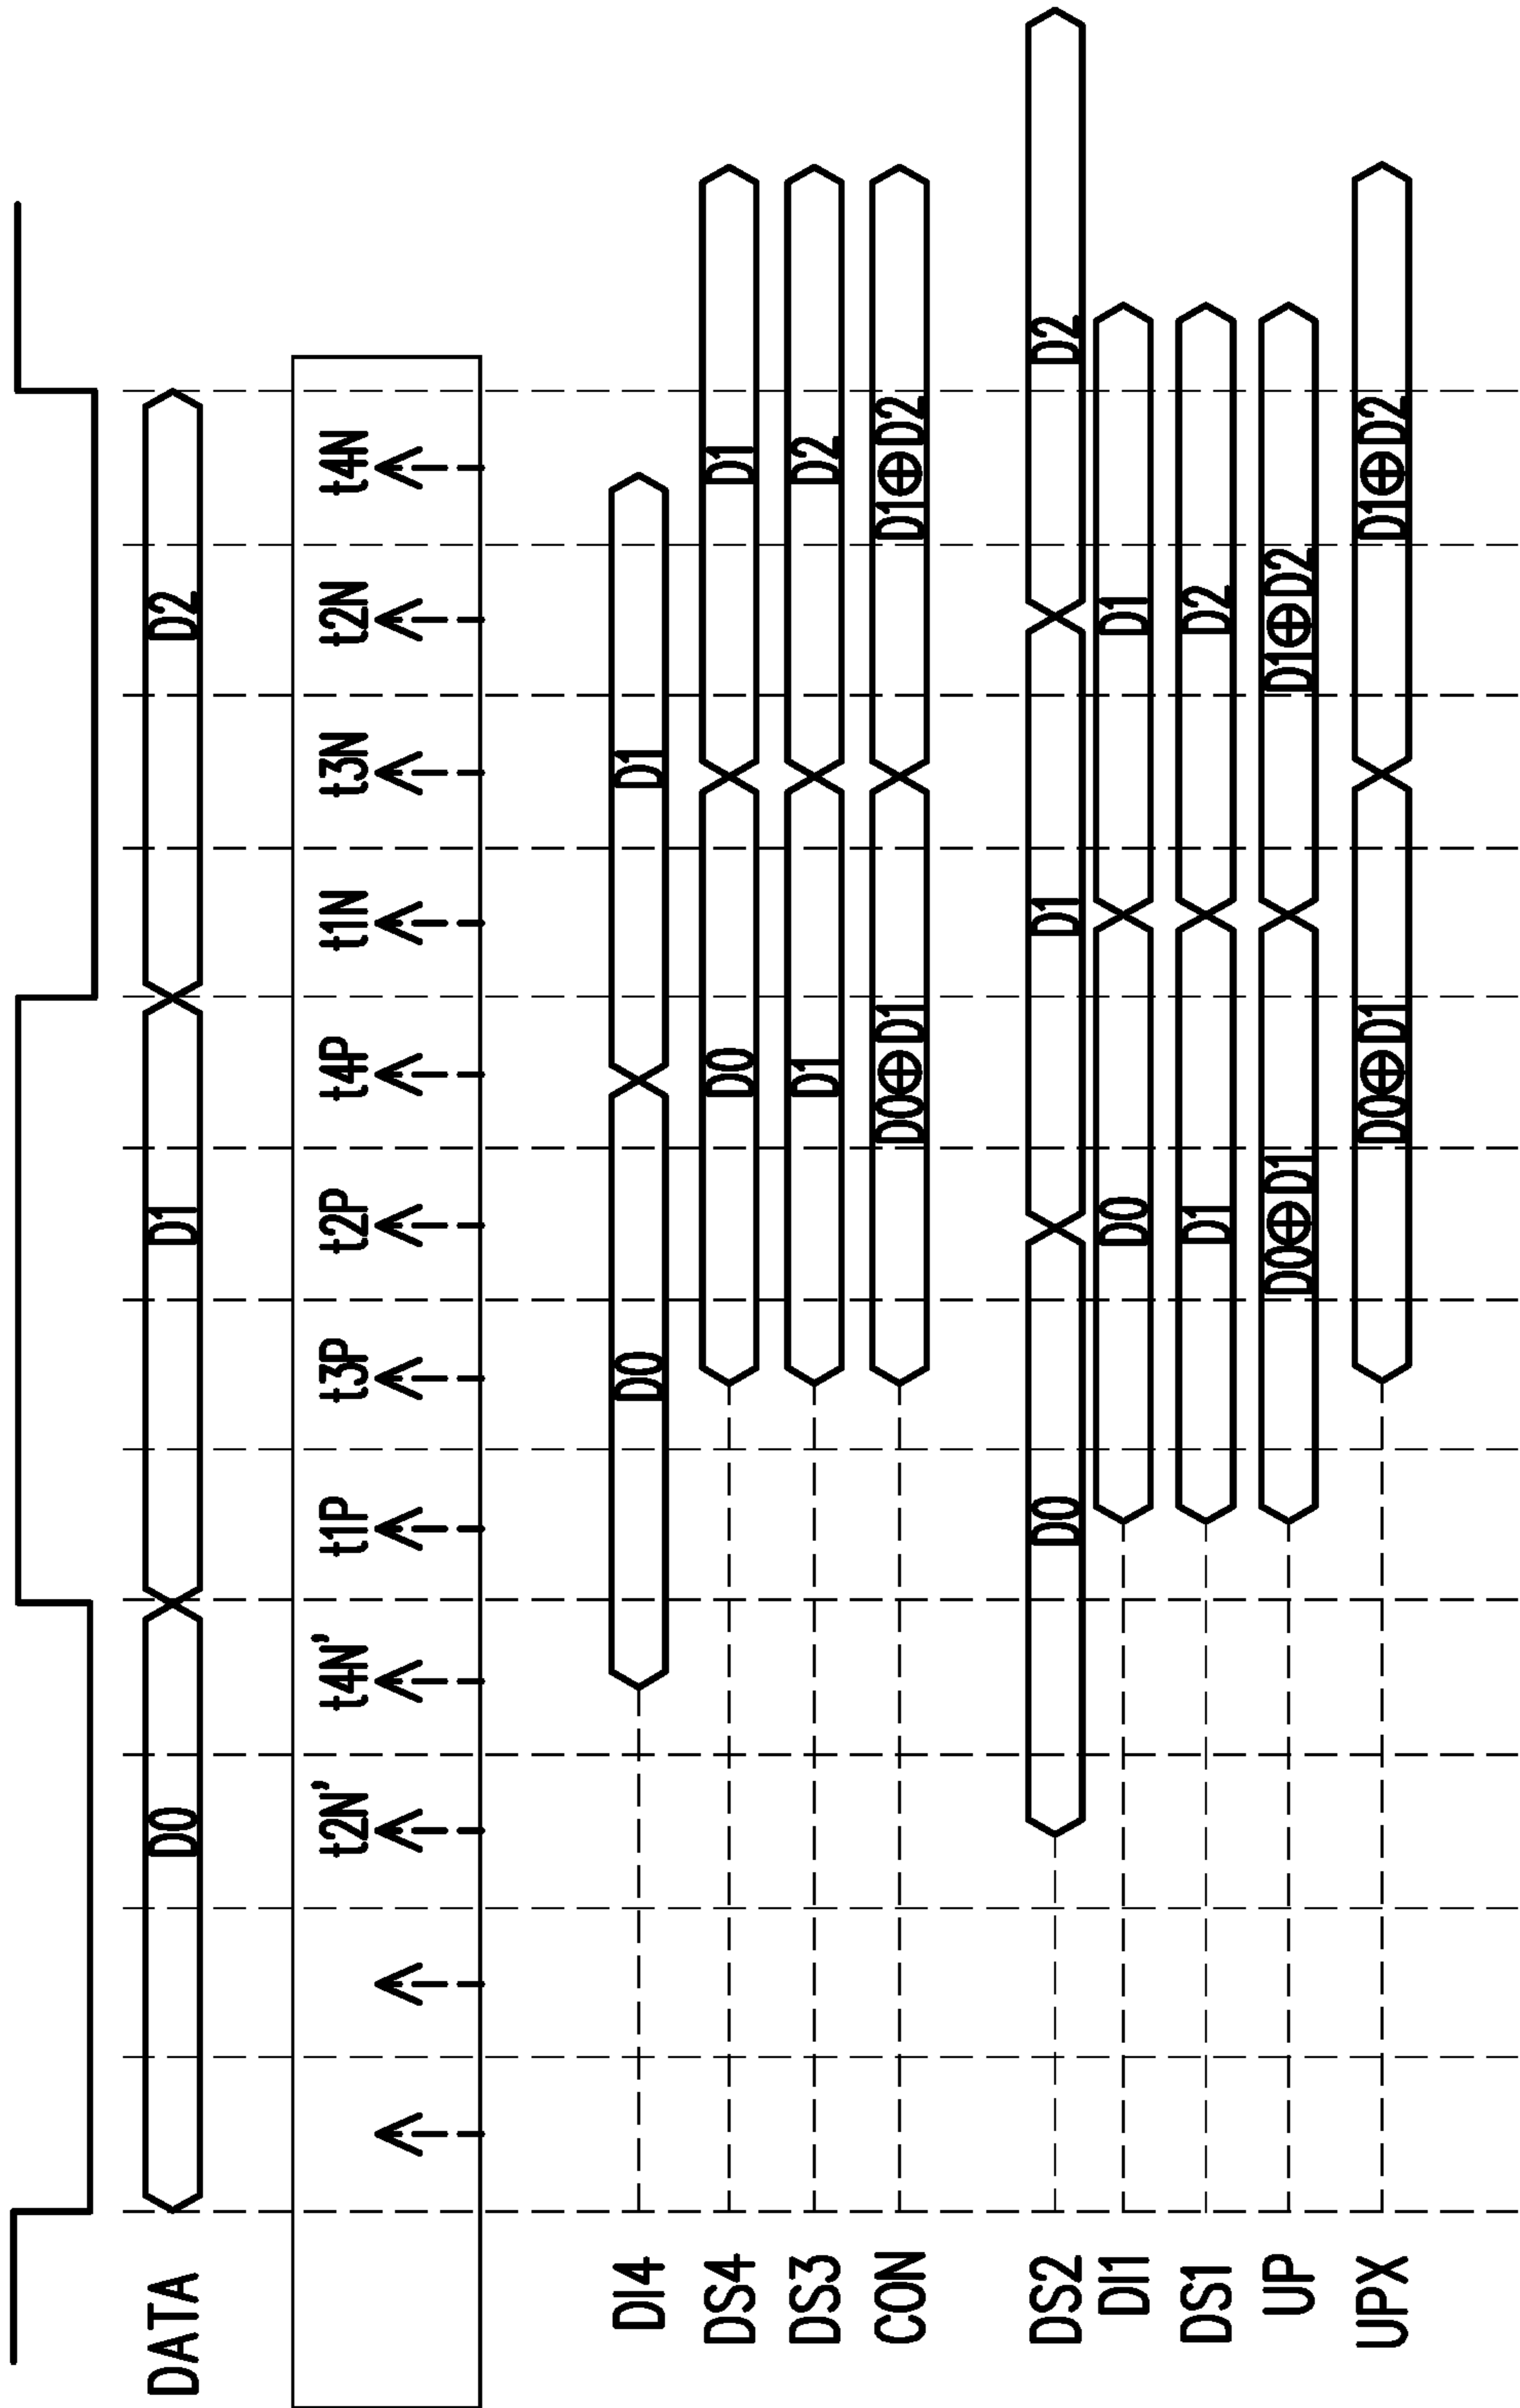 DATA D0 D1 D2
t2N' t4N' t1P t3P t2P t4P t1N t3N t2N t4N
DI4 D0 D1
DS4 D0 D1
DS3 D1 D2
CON D0⊕D1 D1⊕D2
DS2 D0 D1 D2
DI1 D0 D1
DS1 D1 D2
UP D0⊕D1 D1⊕D2
UPX D0⊕D1 D1⊕D2